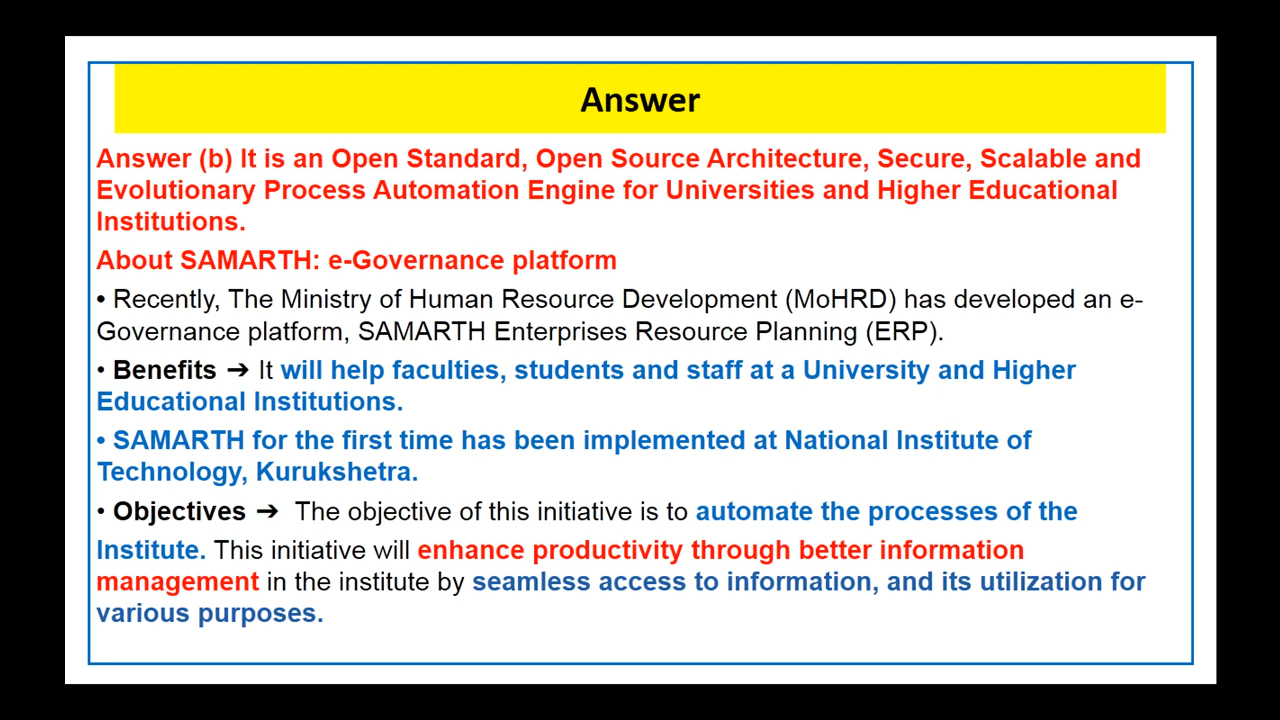 Answer
Answer (b) It is an Open Standard, Open Source Architecture, Secure, Scalable and
Evolutionary Process Automation Engine for Universities and Higher Educational
Institutions.
About SAMARTH: e-Governance platform
• Recently, The Ministry of Human Resource Development (MoHRD) has developed an e-
Governance platform, SAMARTH Enterprises Resource Planning (ERP).
• Benefits ➔ It will help faculties, students and staff at a University and Higher
Educational Institutions.
• SAMARTH for the first time has been implemented at National Institute of
Technology, Kurukshetra.
• Objectives ➔ The objective of this initiative is to automate the processes of the
Institute. This initiative will enhance productivity through better information
management in the institute by seamless access to information, and its utilization for
various purposes.